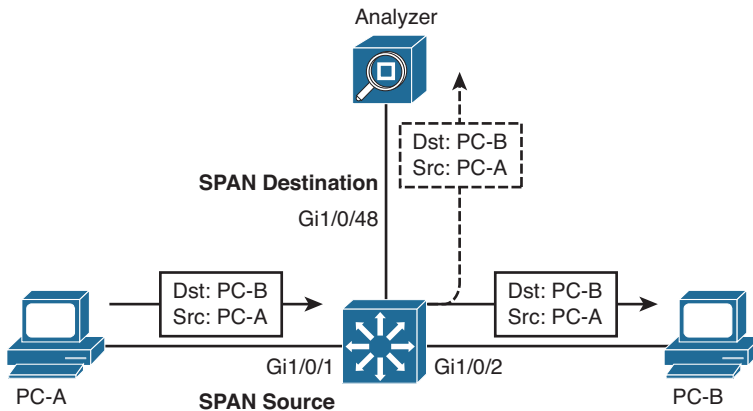 Analyzer
Dst: PC-B
Src: PC-A
SPAN Destination
Gi1/0/48
Dst: PC-B
Src: PC-A
Dst: PC-B
Src: PC-A
Gi1/0/1
Gi1/0/2
PC-A
SPAN Source
PC-B